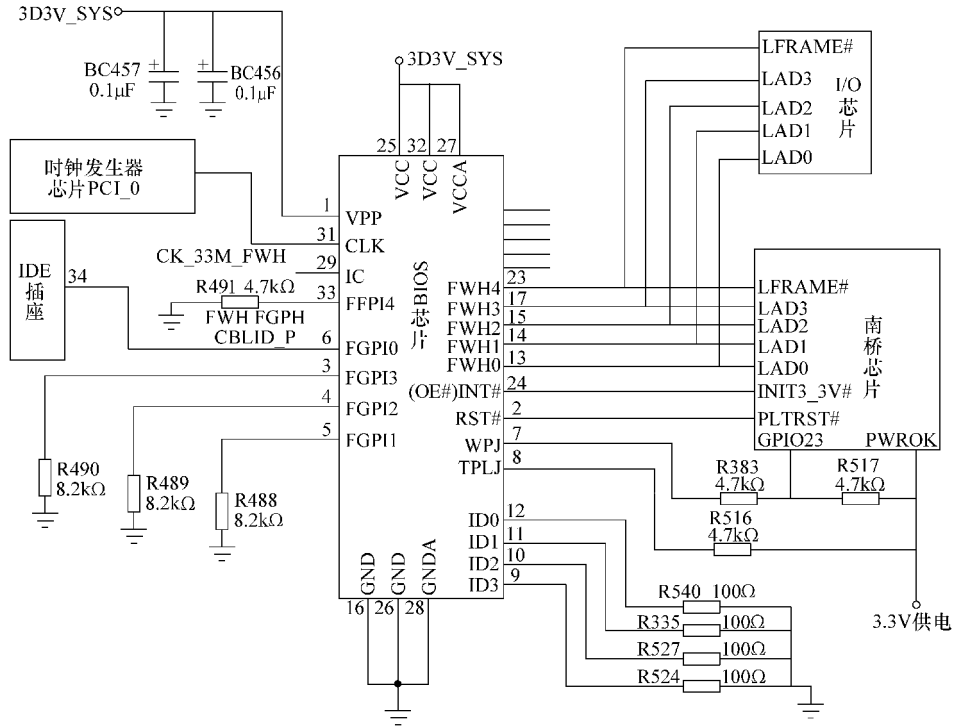 3D3V_SYS
BC457
0.1μF
BC456
0.1μF
3D3V_SYS
25
32
27
VCC
VCC
VCCA
LFRAME#
LAD3
LAD2
LAD1
LAD0
I/O
芯片
时钟发生器
芯片PCI_0
IDE
插座
34
1
VPP
31
CLK
CK_33M_FWH
29
IC
R491 4.7kΩ
33
FFPI4
FWH FGPH
CBLID_P
6
FGPI0
3
FGPI3
4
FGPI2
5
FGPI1
R490
8.2kΩ
R489
8.2kΩ
R488
8.2kΩ
BIOS
芯片
23
FWH4
17
FWH3
15
FWH2
14
FWH1
13
FWH0
24
(OE#)INT#
2
RST#
7
WPJ
8
TPLJ
12
ID0
11
ID1
10
ID2
9
ID3
LFRAME#
LAD3
LAD2
LAD1
LAD0
INIT3_3V#
PLTRST#
GPIO23
PWROK
南桥芯片
R383
4.7kΩ
R517
4.7kΩ
R516
4.7kΩ
R540 100Ω
R335 100Ω
R527 100Ω
R524 100Ω
3.3V供电
GND
GND
GNDA
16
26
28